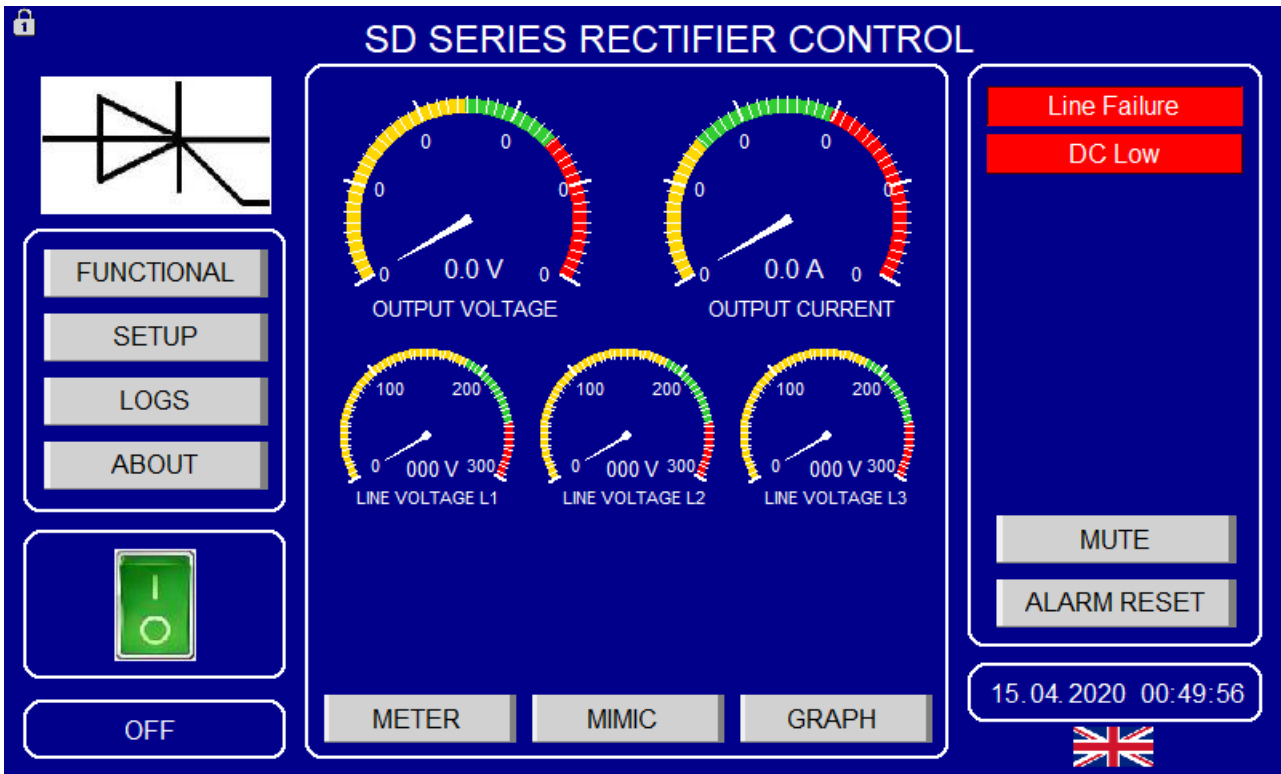 1
SD SERIES RECTIFIER CONTROL
FUNCTIONAL
SETUP
LOGS
ABOUT
I
O
OFF
0 0
0 0
0 0.0 V 0
OUTPUT VOLTAGE
0 0
0 0
0 0.0 A 0
OUTPUT CURRENT
100 200
0 000 V 300
LINE VOLTAGE L1
100 200
0 000 V 300
LINE VOLTAGE L2
100 200
0 000 V 300
LINE VOLTAGE L3
METER
MIMIC
GRAPH
Line Failure
DC Low
MUTE
ALARM RESET
15.04.2020 00:49:56